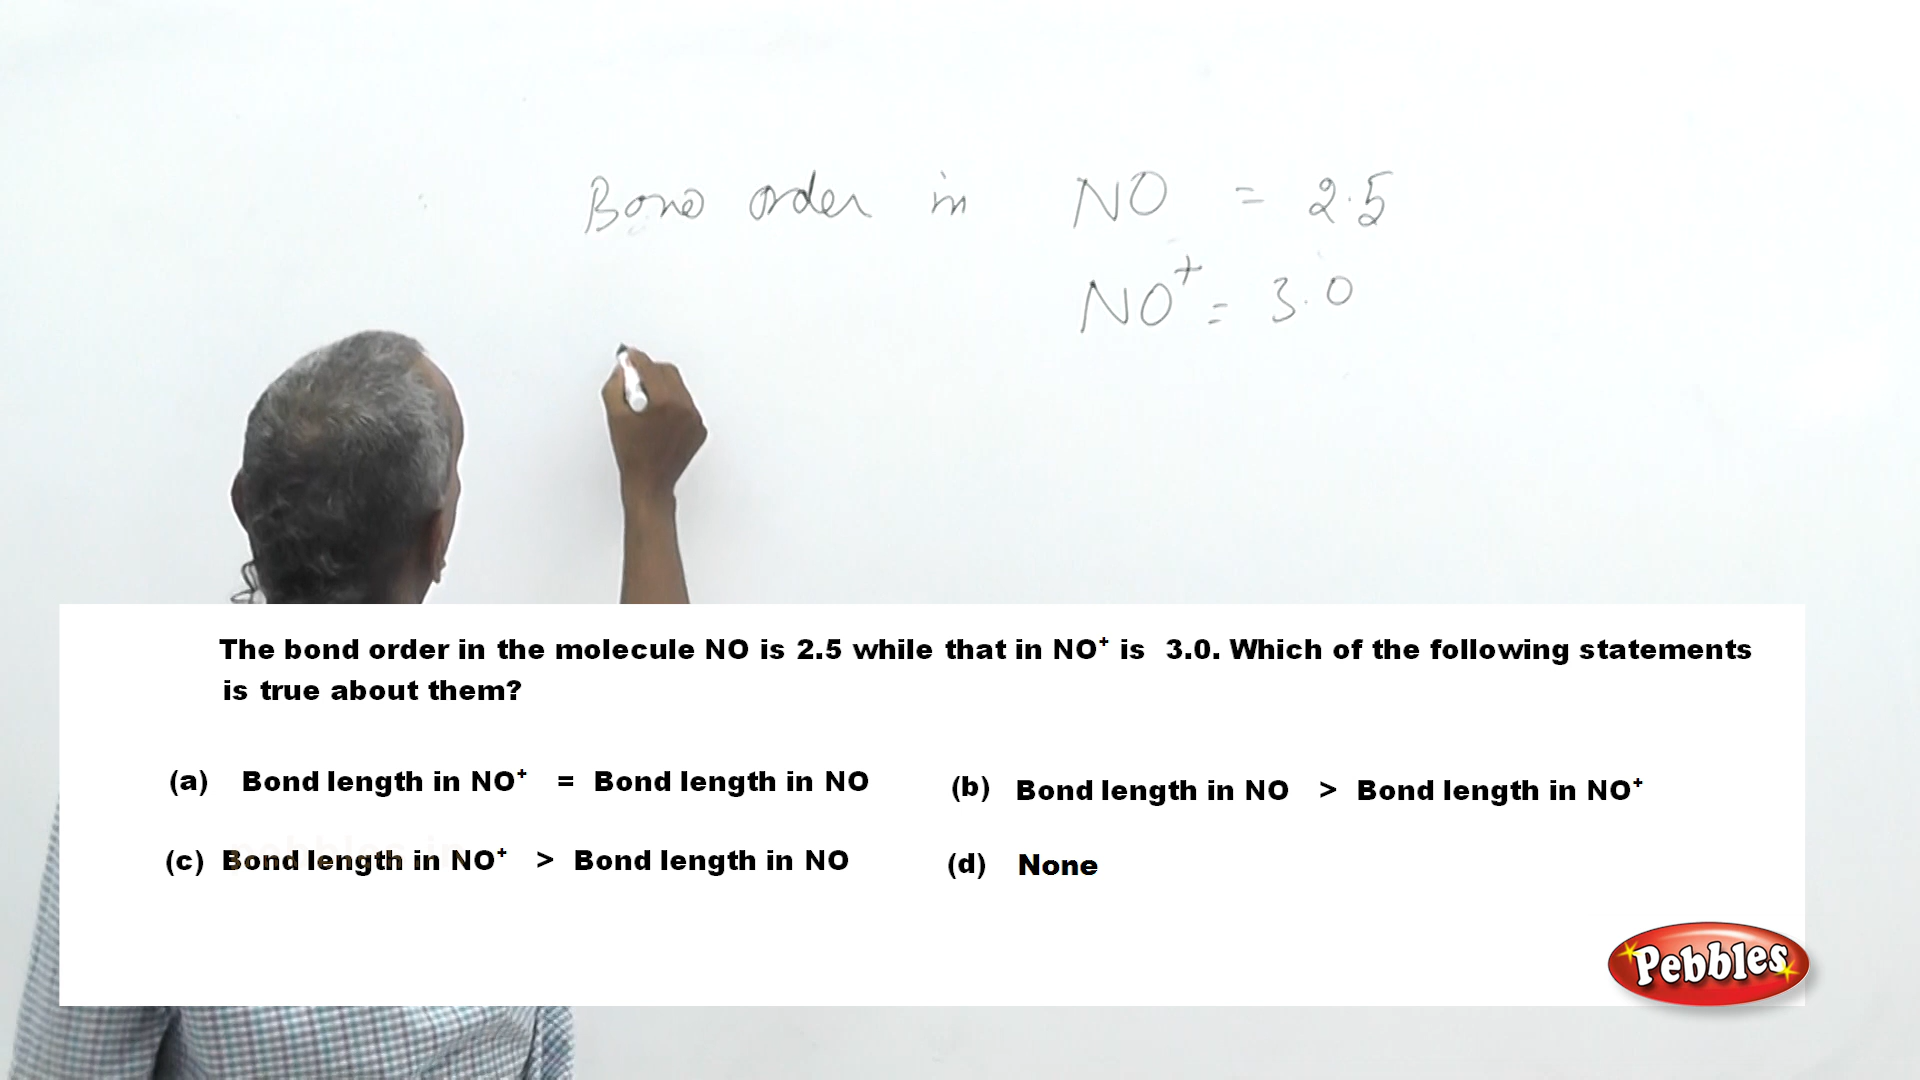 Bond order in NO = 2.5
NO⁺ = 3.0
The bond order in the molecule NO is 2.5 while that in NO⁺ is 3.0. Which of the following statements
is true about them?
(a) Bond length in NO⁺ = Bond length in NO
(b) Bond length in NO > Bond length in NO⁺
(c) Bond length in NO⁺ > Bond length in NO
(d) None
Pebbles